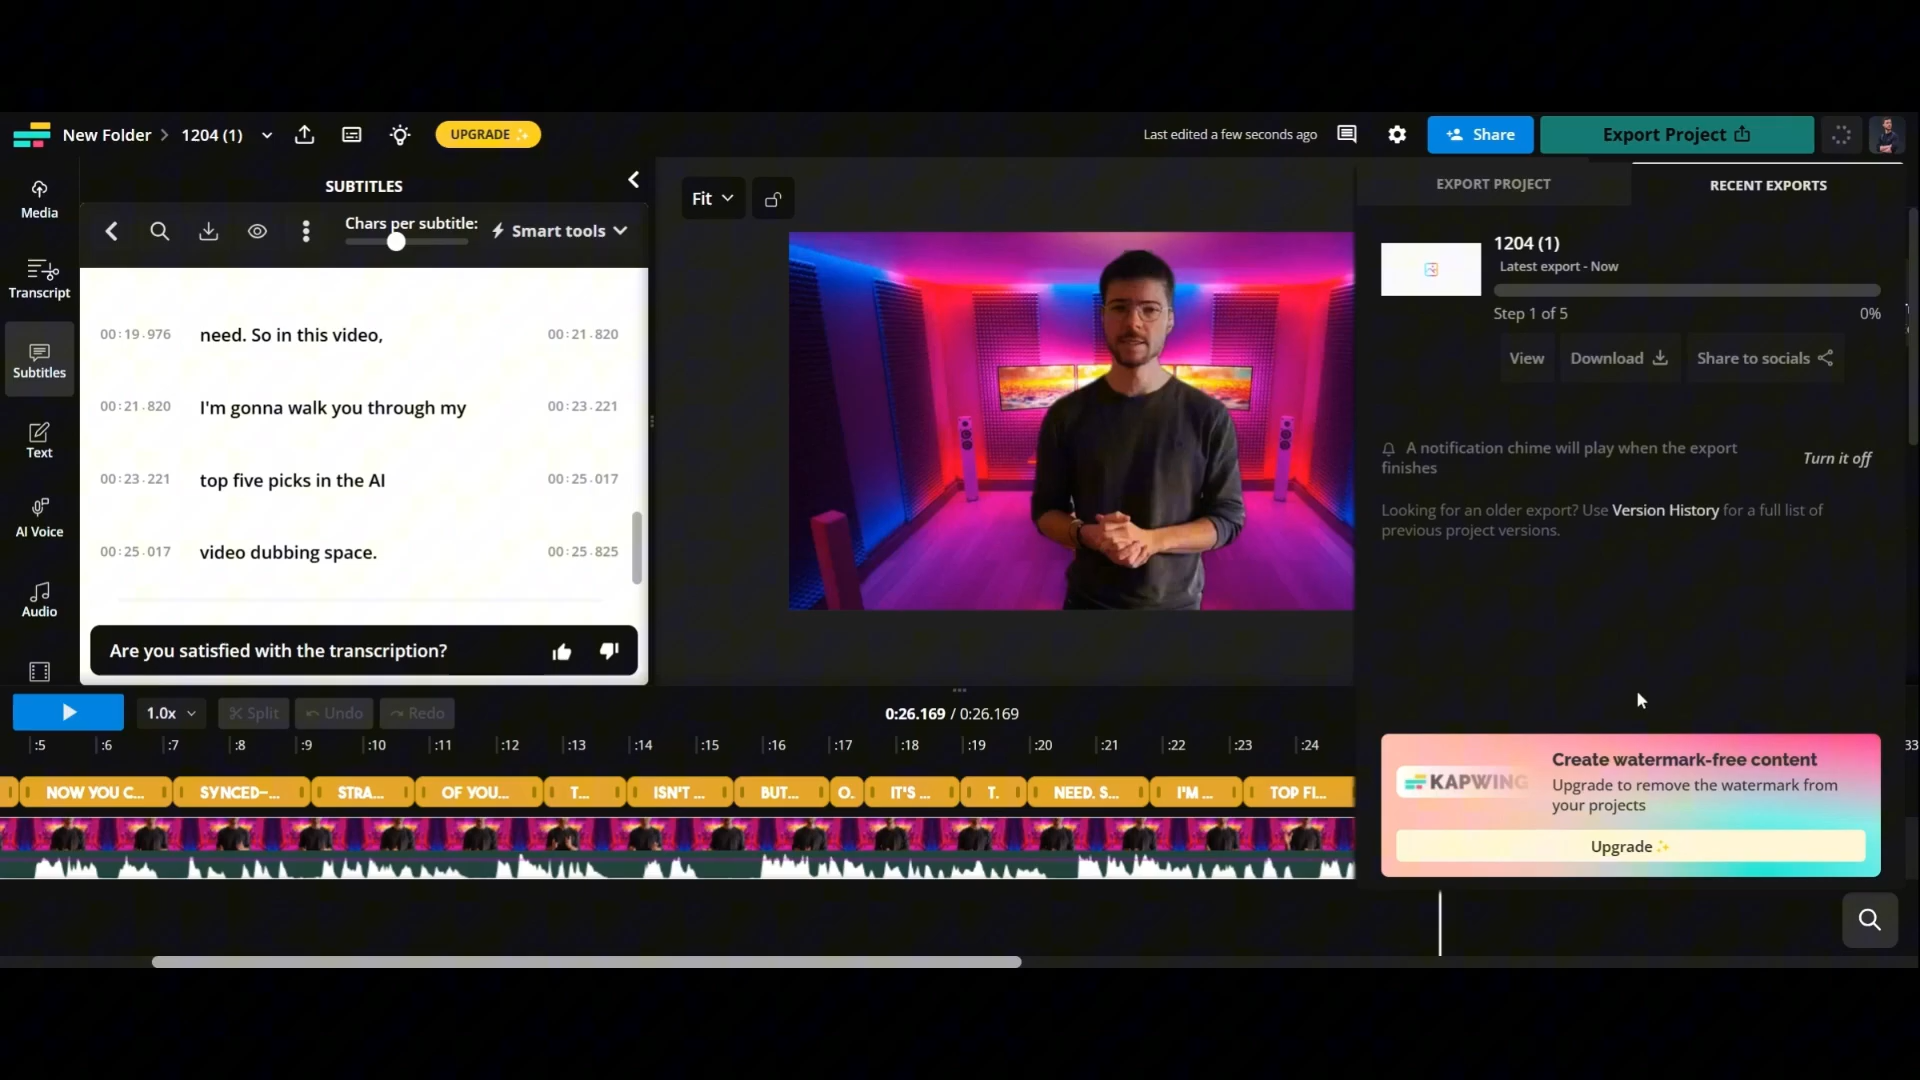 New Folder > 1204 (1)
UPGRADE
Last edited a few seconds ago
Share
Export Project
Media
Transcript
Subtitles
Text
AI Voice
Audio
SUBTITLES
Chars per subtitle:
Smart tools
00:19.976 need. So in this video, 00:21.820
00:21.820 I'm gonna walk you through my 00:23.221
00:23.221 top five picks in the AI 00:25.017
00:25.017 video dubbing space. 00:25.825
Are you satisfied with the transcription?
Fit
EXPORT PROJECT
RECENT EXPORTS
1204 (1)
Latest export - Now
Step 1 of 5
0%
View
Download
Share to socials
A notification chime will play when the export
finishes
Turn it off
Looking for an older export? Use Version History for a full list of
previous project versions.
KAPWING
Create watermark-free content
Upgrade to remove the watermark from
your projects
Upgrade
1.0x
Split
Undo
Redo
0:26.169 / 0:26.169
:5 :6 :7 :8 :9 :10 :11 :12 :13 :14 :15 :16 :17 :18 :19 :20 :21 :22 :23 :24 33
NOW YOU C... SYNCED-... STRA... OF YOU... T... ISN'T ... BUT... O. IT'S ... T. NEED. S... I'M ... TOP FI...